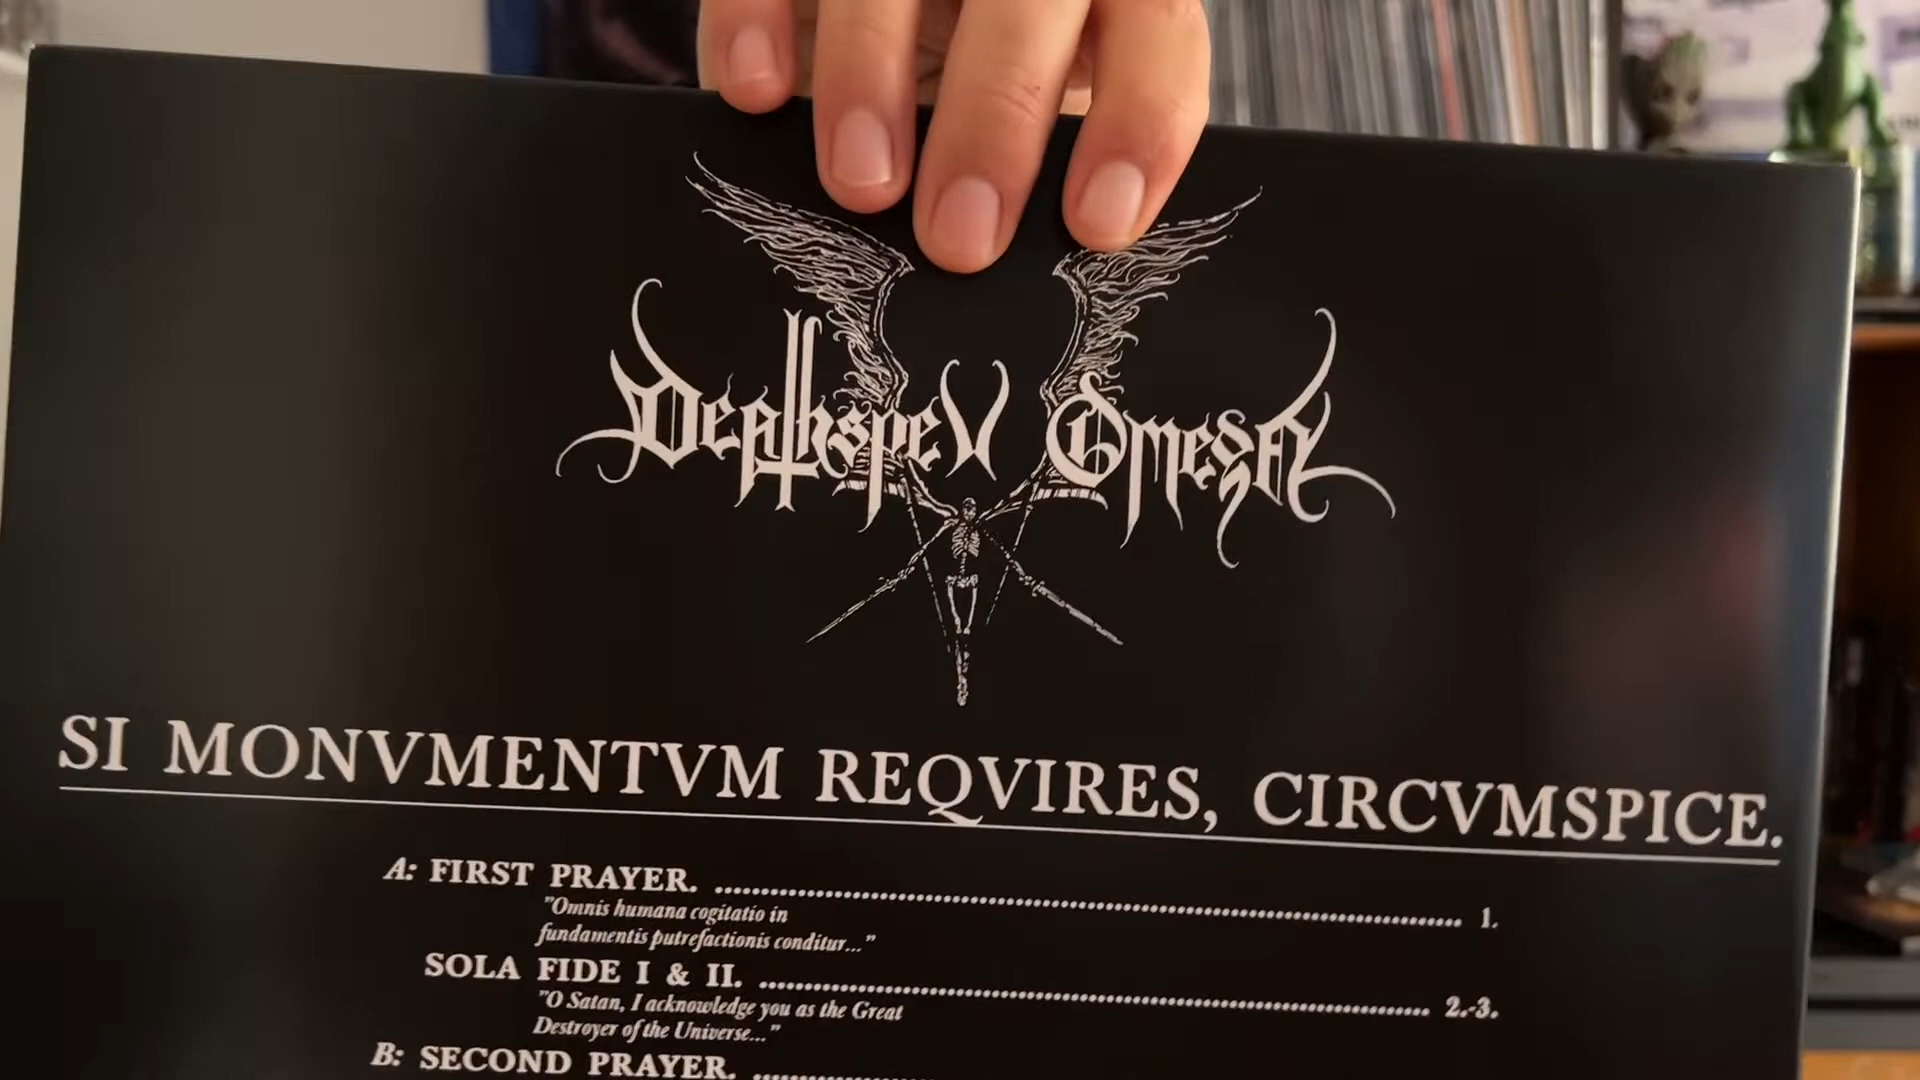 Deathspell Omega
SI MONVMENTVM REQVIRES, CIRCVMSPICE.
A: FIRST PRAYER. .......... 1.
"Omnis humana cogitatio in
fundamentis putrefactionis conditur..."
SOLA FIDE I & II. .......... 2.-3.
"O Satan, I acknowledge you as the Great
Destroyer of the Universe..."
B: SECOND PRAYER. ..........